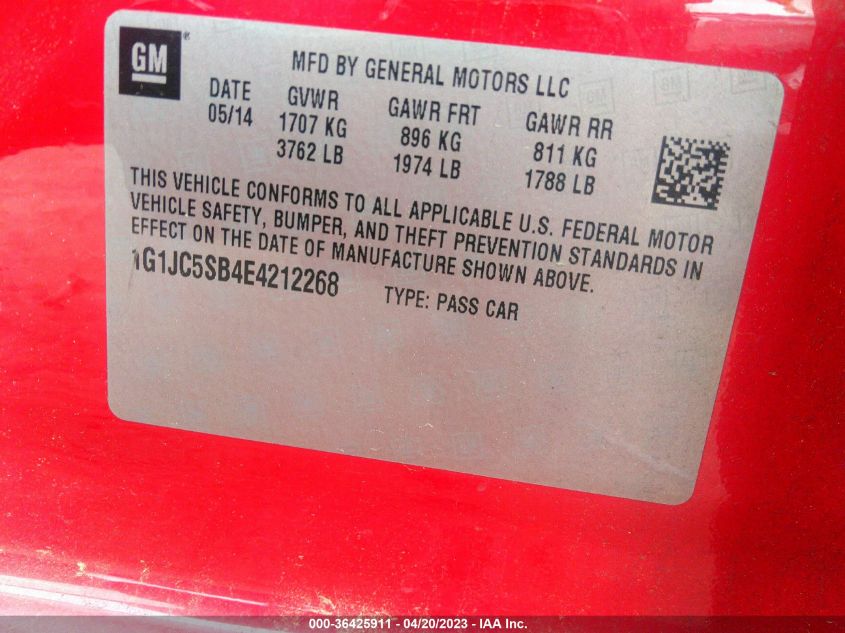 GM
MFD BY GENERAL MOTORS LLC
DATE GVWR GAWR FRT GAWR RR
05/14 1707 KG 896 KG 811 KG
3762 LB 1974 LB 1788 LB
THIS VEHICLE CONFORMS TO ALL APPLICABLE U.S. FEDERAL MOTOR
VEHICLE SAFETY, BUMPER, AND THEFT PREVENTION STANDARDS IN
EFFECT ON THE DATE OF MANUFACTURE SHOWN ABOVE.
1G1JC5SB4E4212268 TYPE: PASS CAR
000-36425911 - 04/20/2023 - IAA Inc.